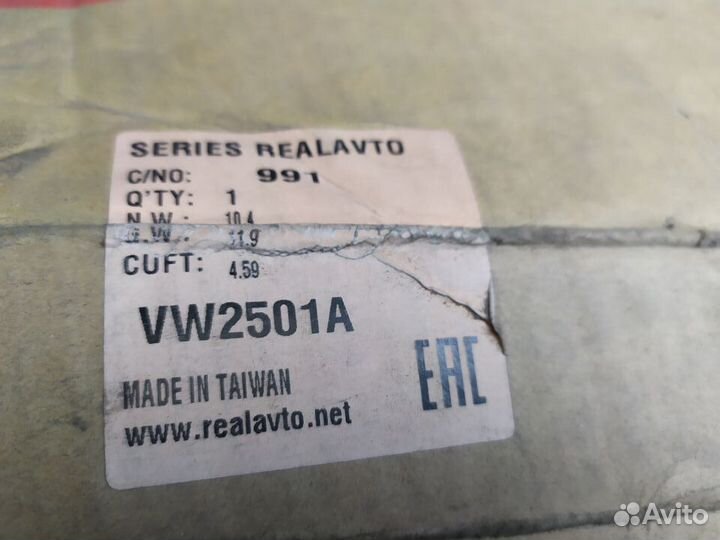 SERIES REALAVTO
C/NO: 991
Q'TY: 1
N.W.: 10.4
G.W.: 11.9
CUFT: 4.59
VW2501A
MADE IN TAIWAN
EAC
www.realavto.net
Avito